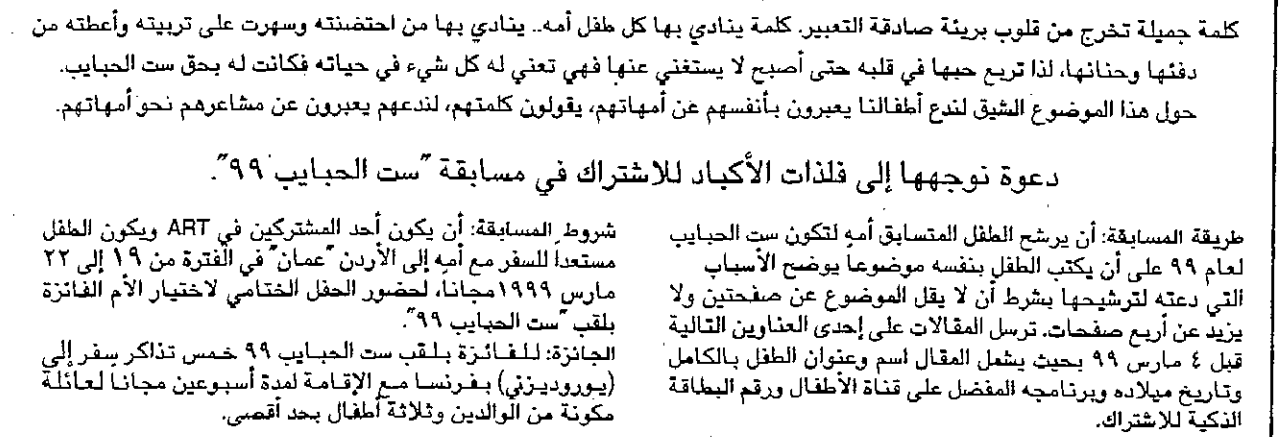 كلمة جميلة تخرج من قلوب بريئة صادقة التعبير. كلمة ينادي بها كل طفل أمه.. ينادي بها من احتضنته وسهرت على تربيته وأعطته من
دفئها وحنانها، لذا تربع حبها في قلبه حتى أصبح لا يستغني عنها فهي تعني له كل شيء في حياته فكانت له بحق ست الحبايب.
حول هذا الموضوع الشيق لندع أطفالنا يعبرون بأنفسهم عن أمهاتهم، يقولون كلمتهم، لندعهم يعبرون عن مشاعرهم نحو أمهاتهم.
دعوة نوجهها إلى فلذات الأكباد للاشتراك في مسابقة "ست الحبايب ٩٩".
طريقة المسابقة: أن يرشح الطفل المتسابق أمه لتكون ست الحبايب
لعام ٩٩ على أن يكتب الطفل بنفسه موضوعا يوضح الأسباب
التي دعته لترشيحها بشرط أن لا يقل الموضوع عن صفحتين ولا
يزيد عن أربع صفحات. ترسل المقالات على إحدى العناوين التالية
قبل ٤ مارس ٩٩ بحيث يشمل المقال اسم وعنوان الطفل بالكامل
وتاريخ ميلاده وبرنامجه المفضل على قناة الأطفال ورقم البطاقة
الذكية للاشتراك.
شروط المسابقة: أن يكون أحد المشتركين في ART ويكون الطفل
مستعداً للسفر مع أمه إلى الأردن "عمان" في الفترة من ١٩ إلى ٢٢
مارس ١٩٩٩ مجانا، لحضور الحفل الختامي لاختيار الأم الفائزة
بلقب "ست الحبايب ٩٩".
الجائزة: للفائزة بلقب ست الحبايب ٩٩ خمس تذاكر سفر إلى
(يوروديزني) بفرنسا مع الإقامة لمدة أسبوعين مجاناً لعائلة
مكونة من الوالدين وثلاثة أطفال بحد أقصى.